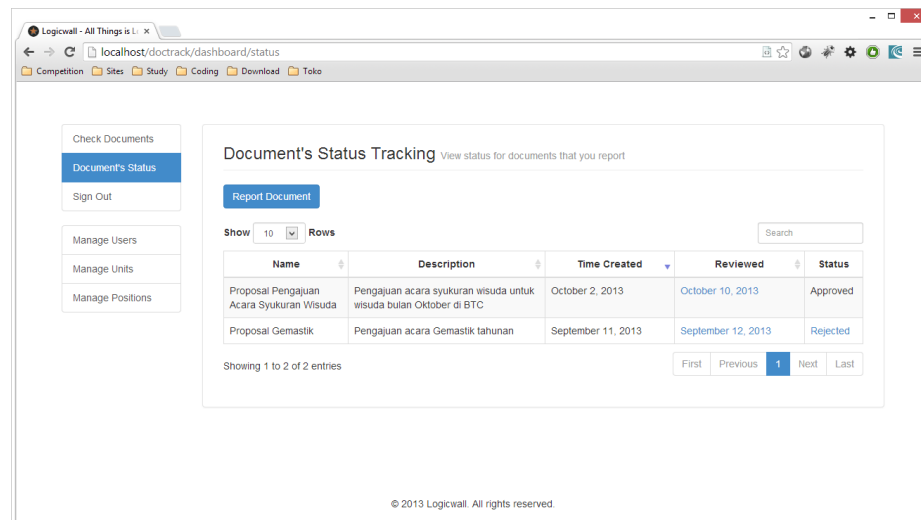 Logicwall - All Things is Lo
localhost/doctrack/dashboard/status
Competition Sites Study Coding Download Toko
Check Documents
Document's Status
Sign Out
Manage Users
Manage Units
Manage Positions
Document's Status Tracking View status for documents that you report
Report Document
Show 10 Rows
Search
Name Description Time Created Reviewed Status
Proposal Pengajuan Pengajuan acara syukuran wisuda untuk October 2, 2013 October 10, 2013 Approved
Acara Syukuran Wisuda wisuda bulan Oktober di BTC
Proposal Gemastik Pengajuan acara Gemastik tahunan September 11, 2013 September 12, 2013 Rejected
Showing 1 to 2 of 2 entries
First Previous 1 Next Last
© 2013 Logicwall. All rights reserved.